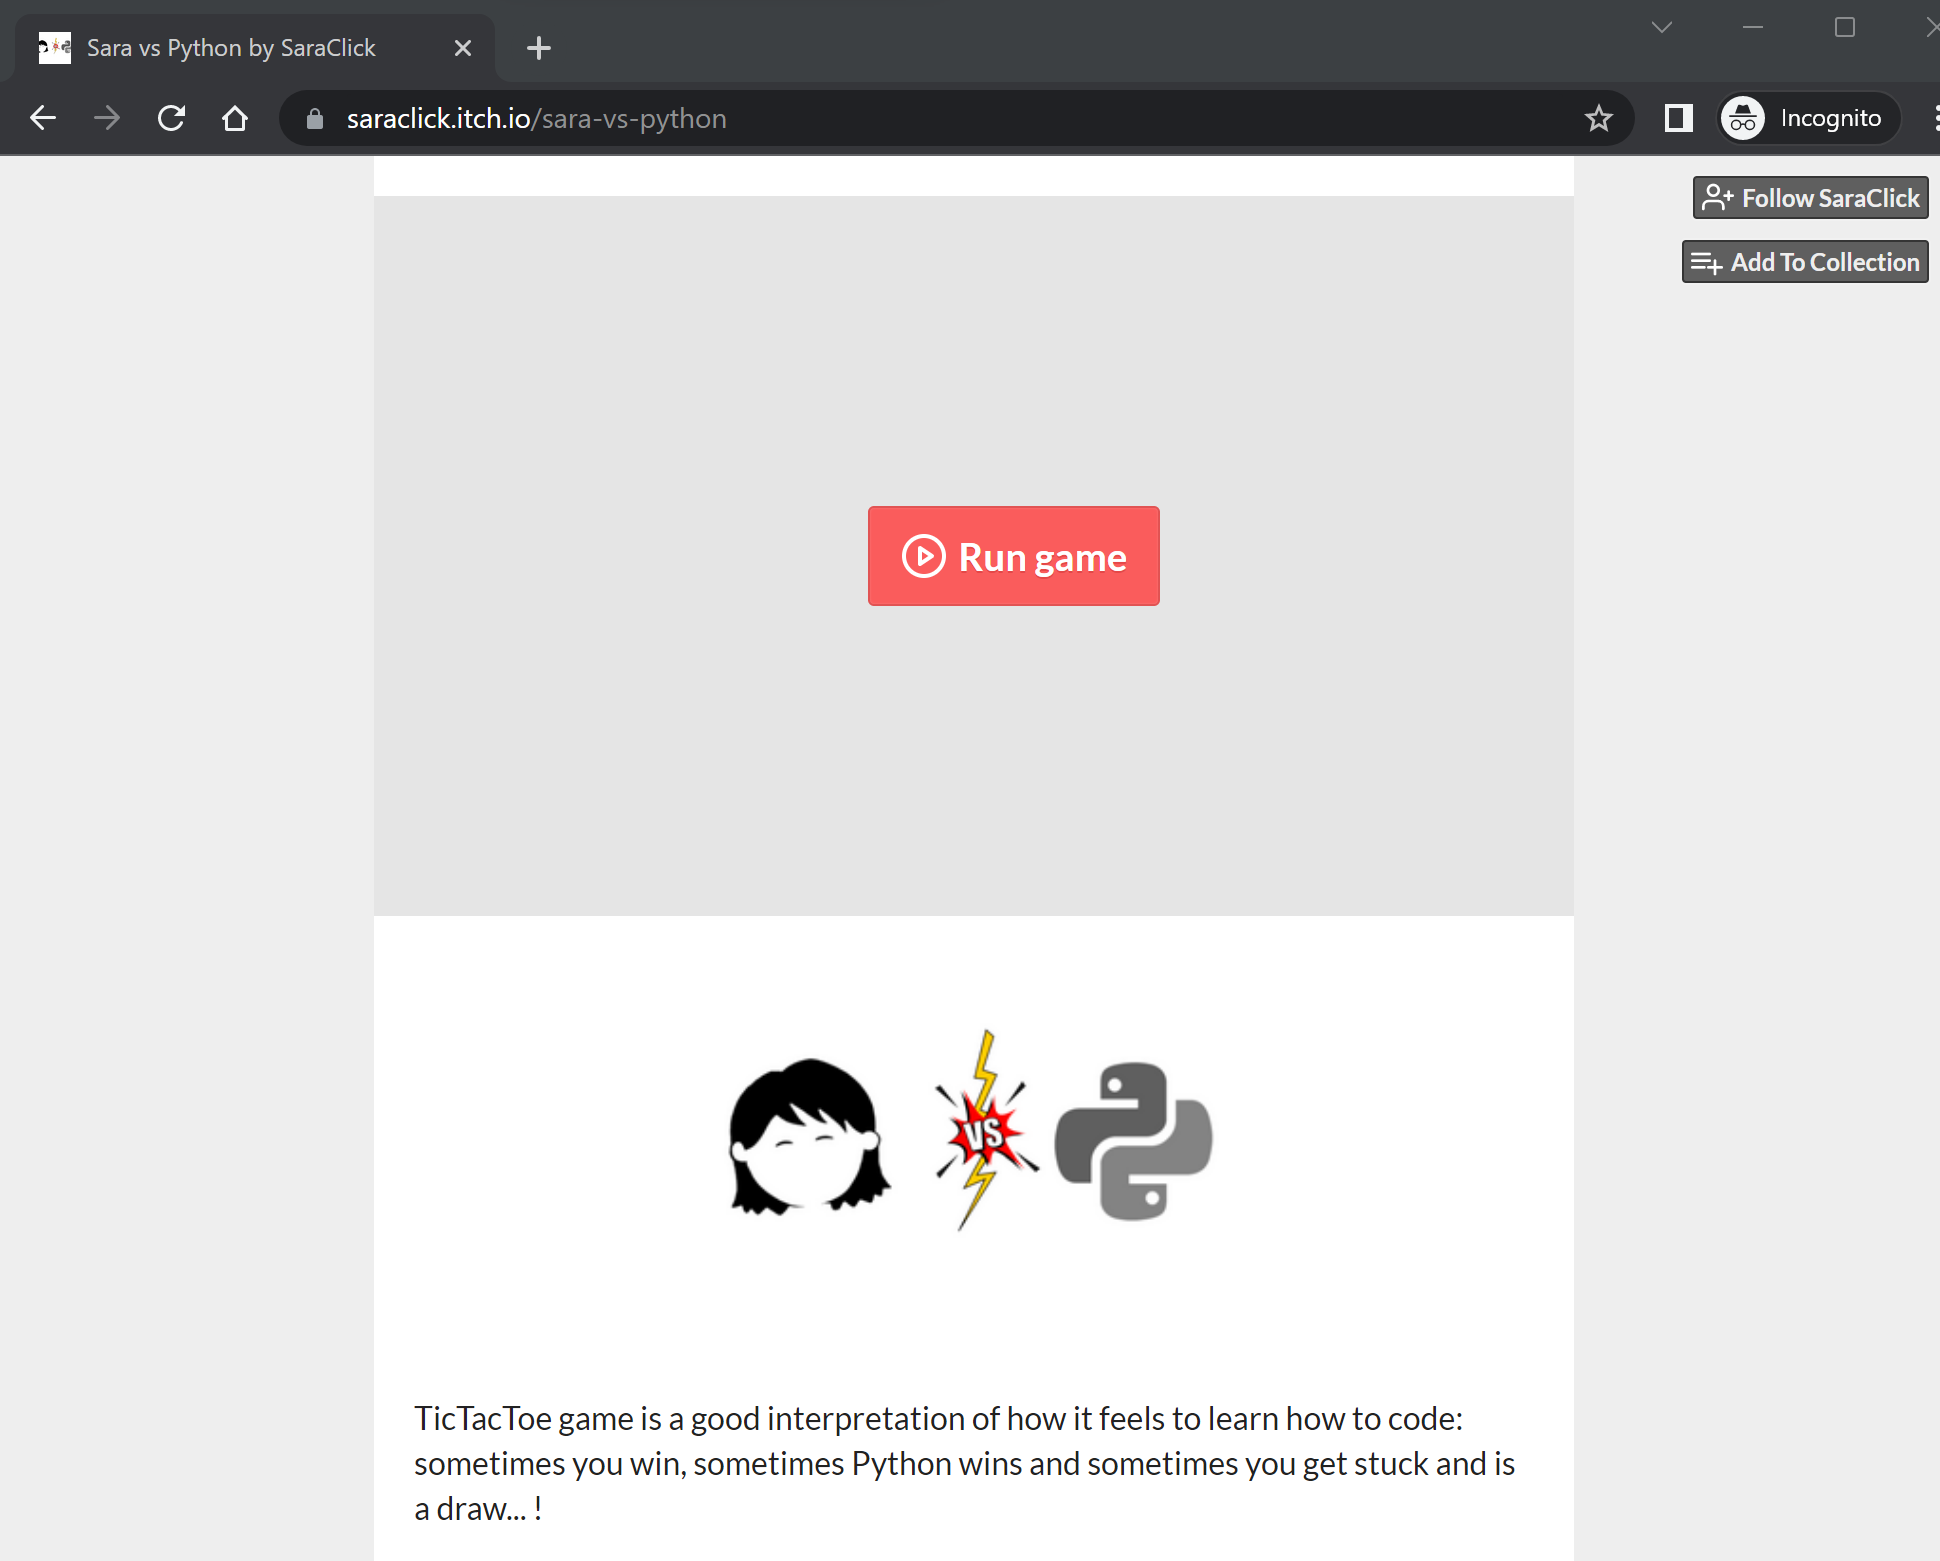 Sara vs Python by SaraClick
saraclick.itch.io/sara-vs-python
Incognito
Follow SaraClick
Add To Collection
Run game
VS
TicTacToe game is a good interpretation of how it feels to learn how to code:
sometimes you win, sometimes Python wins and sometimes you get stuck and is
a draw... !